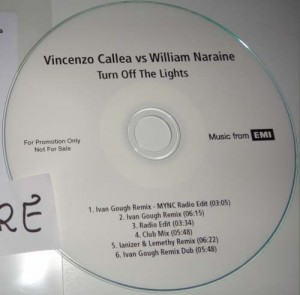 Vincenzo Callea vs William Naraine
Turn Off The Lights
For Promotion Only
Not For Sale
Music from EMI
RE
1. Ivan Gough Remix - MYNC Radio Edit (03:05)
2. Ivan Gough Remix (06:15)
3. Radio Edit (03:34)
4. Club Mix (05:48)
5. Ianizer & Lemethy Remix (06:22)
6. Ivan Gough Remix Dub (05:48)